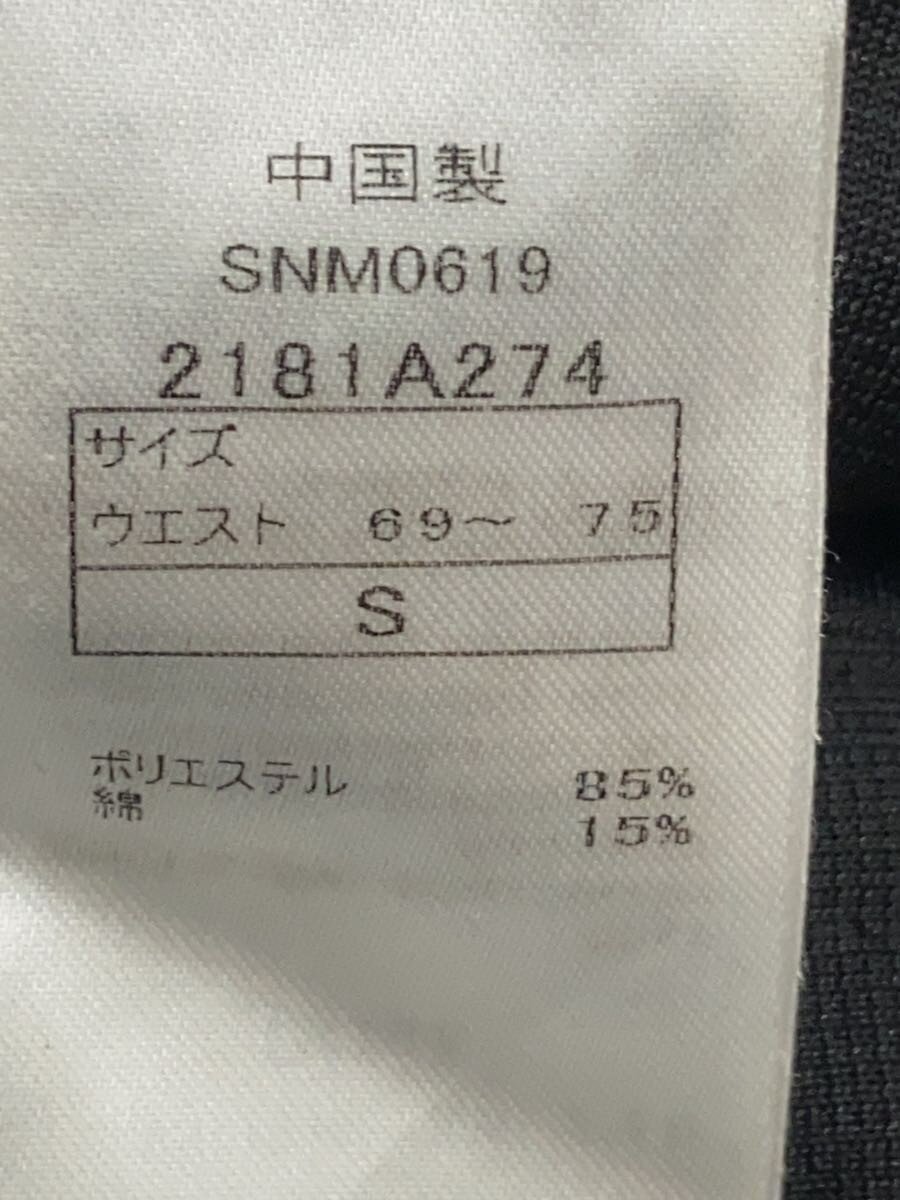 中国製
SNM0619
2181A274
サイズ
ウエスト 69～ 75
S
ポリエステル 85%
綿 15%